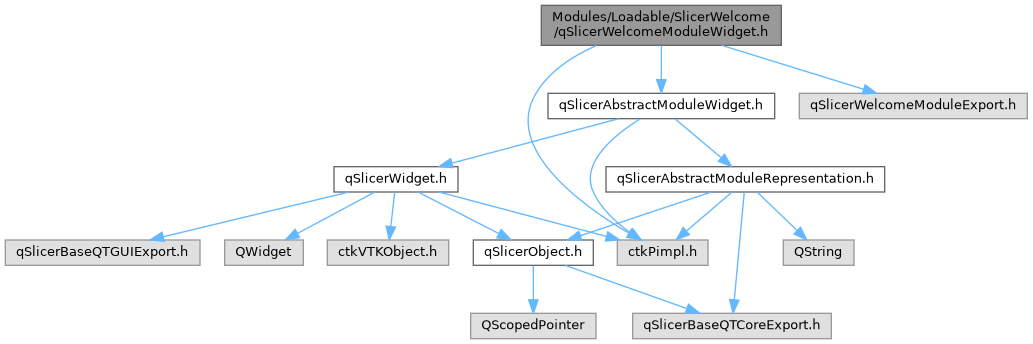 Modules/Loadable/SlicerWelcome
/qSlicerWelcomeModuleWidget.h
qSlicerAbstractModuleWidget.h
qSlicerWelcomeModuleExport.h
qSlicerWidget.h
qSlicerAbstractModuleRepresentation.h
qSlicerBaseQTGUIExport.h
QWidget
ctkVTKObject.h
qSlicerObject.h
ctkPimpl.h
QString
QScopedPointer
qSlicerBaseQTCoreExport.h